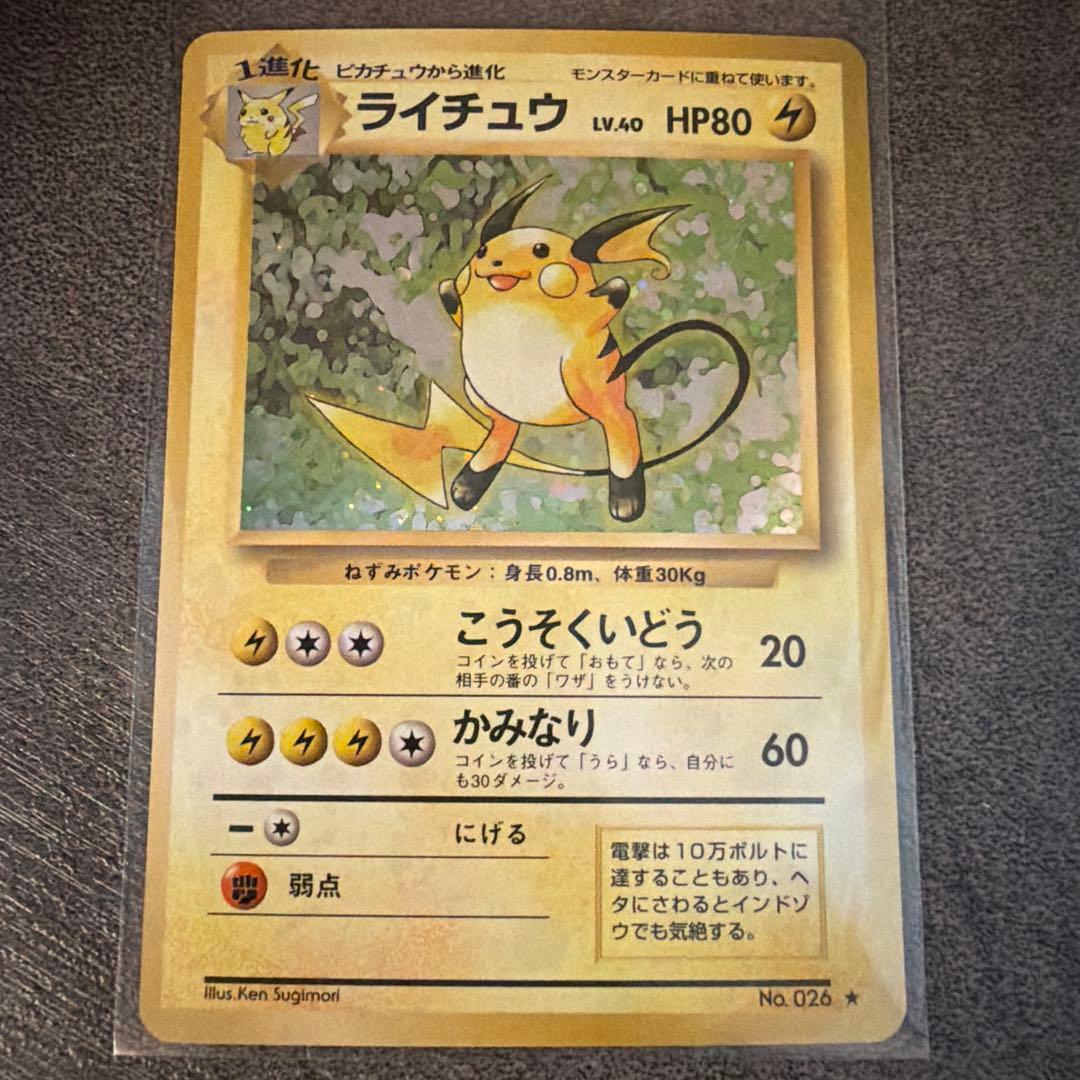 1進化 ピカチュウから進化 モンスターカードに重ねて使います。
ライチュウ LV.40 HP80
ねずみポケモン：身長0.8m、体重30Kg
こうそくいどう 20
コインを投げて「おもて」なら、次の
相手の番の「ワザ」をうけない。
かみなり 60
コインを投げて「うら」なら、自分に
も30ダメージ。
ー にげる
弱点
電撃は10万ボルトに
達することもあり、ヘ
タにさわるとインドゾ
ウでも気絶する。
Illus.Ken Sugimori No. 026 ★